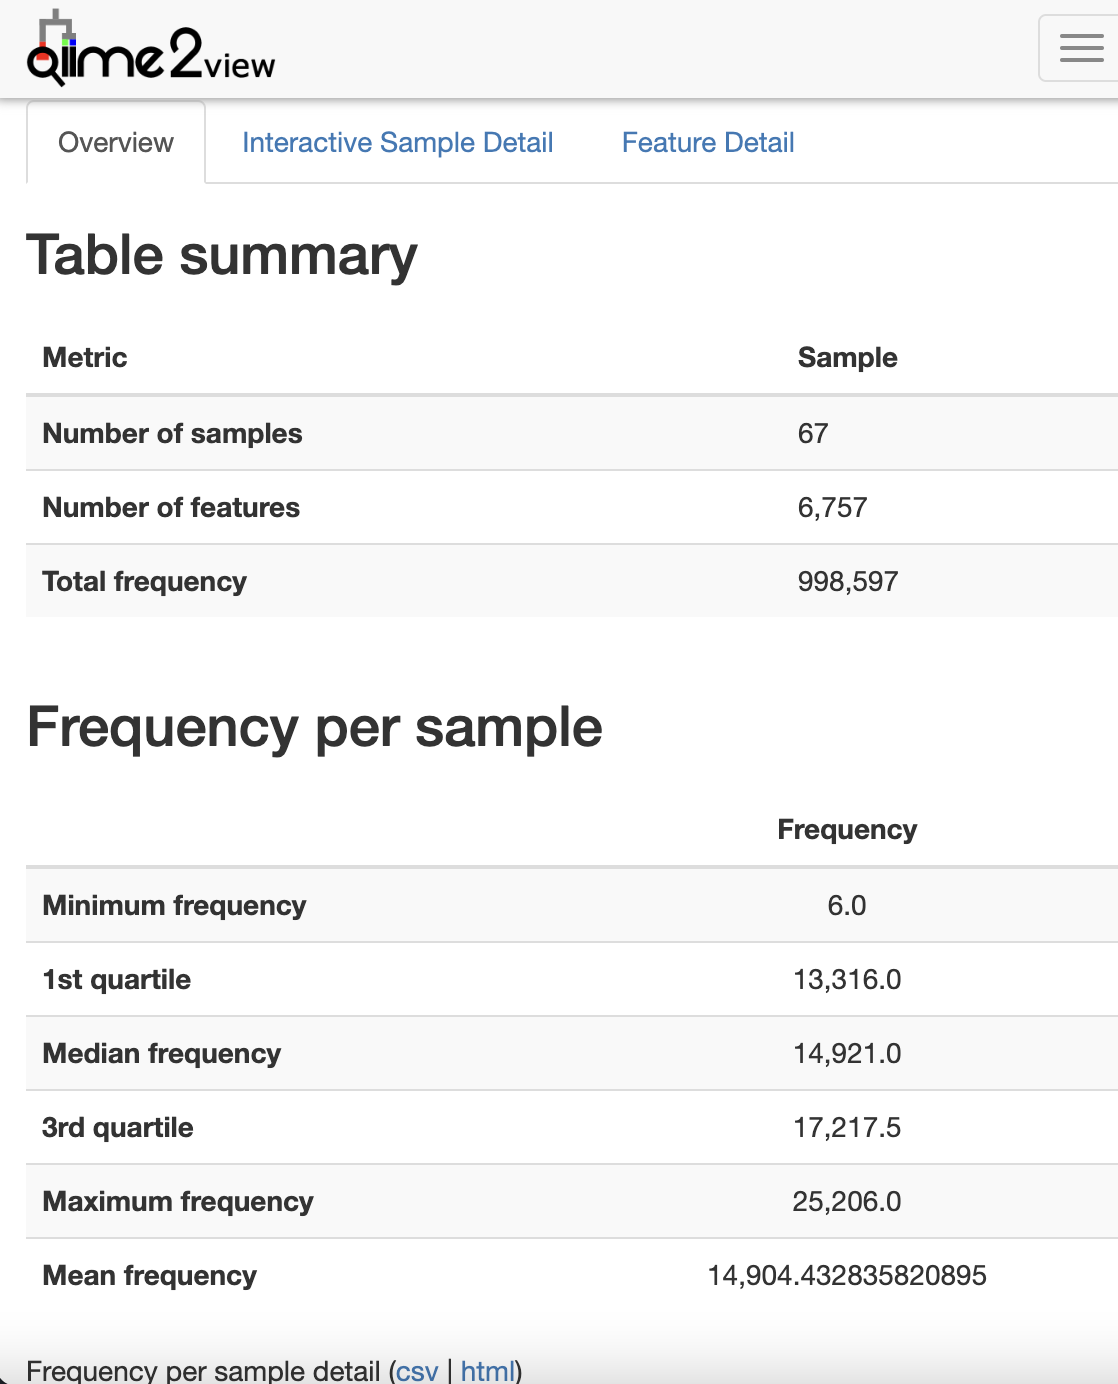 qiime2view
Overview Interactive Sample Detail Feature Detail
Table summary
Metric Sample
Number of samples 67
Number of features 6,757
Total frequency 998,597
Frequency per sample
Frequency
Minimum frequency 6.0
1st quartile 13,316.0
Median frequency 14,921.0
3rd quartile 17,217.5
Maximum frequency 25,206.0
Mean frequency 14,904.432835820895
Frequency per sample detail (csv | html)